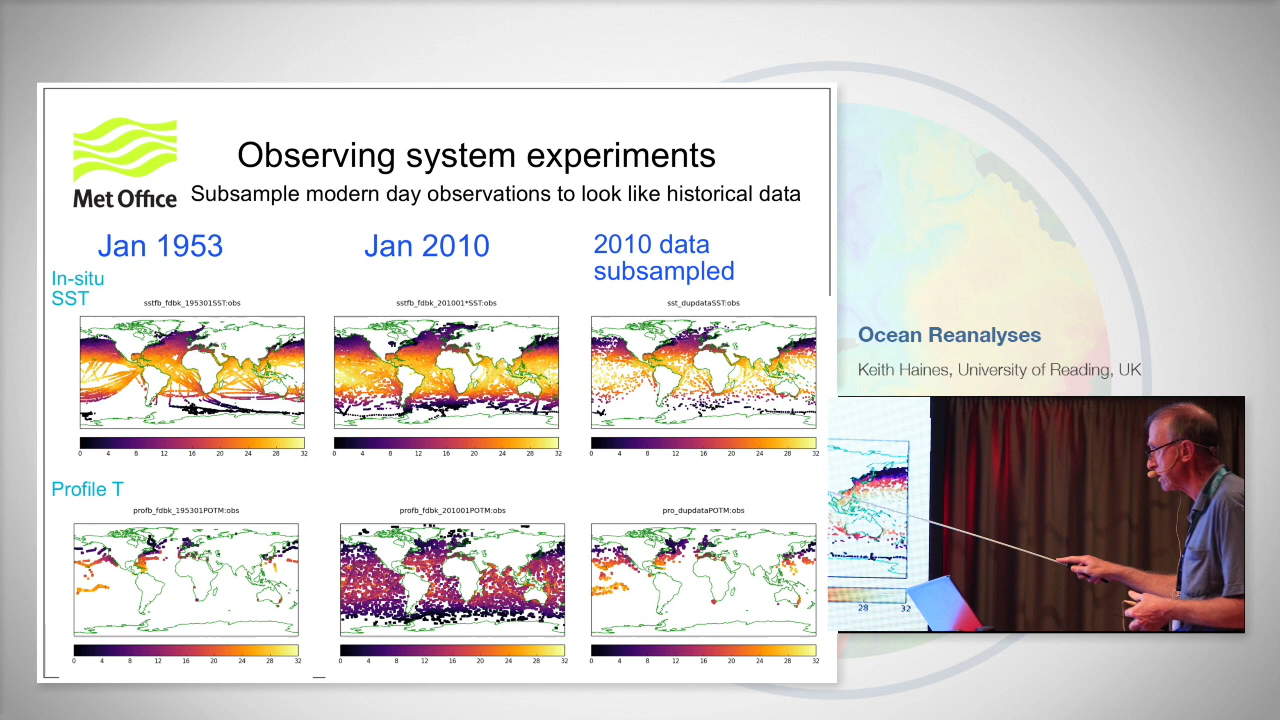 Met Office
Observing system experiments
Subsample modern day observations to look like historical data
Jan 1953
Jan 2010
2010 data
subsampled
In-situ
SST
sstfb_fdbk_195301SST:obs
sstfb_fdbk_201001*SST:obs
sst_dupdataSST:obs
0 4 8 12 16 20 24 28 32
0 4 8 12 16 20 24 28 32
0 4 8 12 16 20 24 28 32
Profile T
profb_fdbk_195301POTM:obs
profb_fdbk_201001POTM:obs
pro_dupdataPOTM:obs
0 4 8 12 16 20 24 28 32
0 4 8 12 16 20 24 28 32
0 4 8 12 16 20 24 28 32
Ocean Reanalyses
Keith Haines, University of Reading, UK
28 32